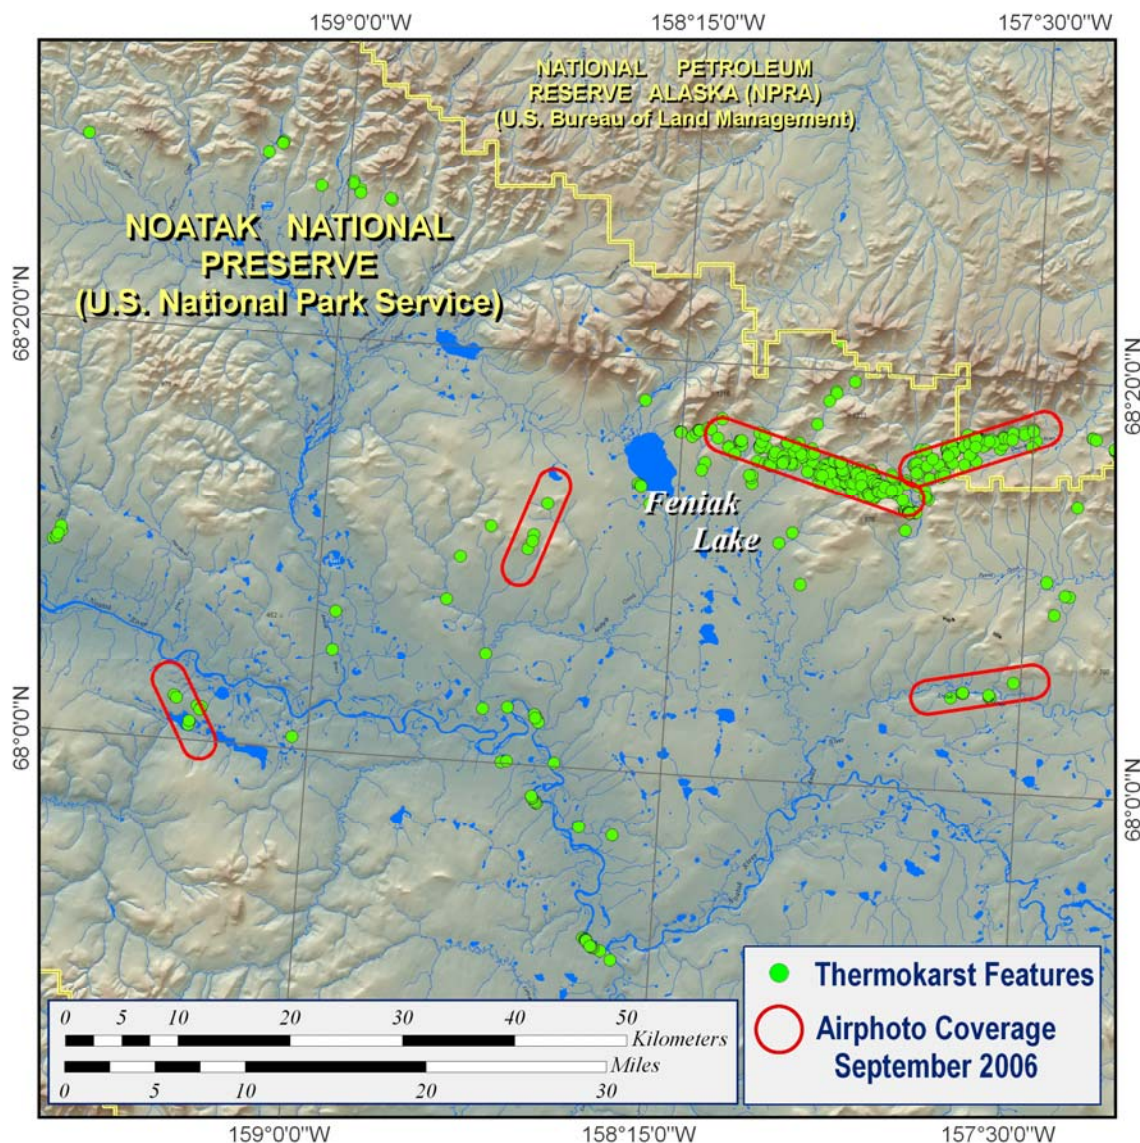 159°0'0"W 158°15'0"W 157°30'0"W
NATIONAL PETROLEUM
RESERVE ALASKA (NPRA)
(U.S. Bureau of Land Management)
NOATAK NATIONAL
PRESERVE
(U.S. National Park Service)
68°20'0"N
68°20'0"N
Feniak
Lake
68°0'0"N
68°0'0"N
Thermokarst Features
Airphoto Coverage
September 2006
0 5 10 20 30 40 50
Kilometers
Miles
0 5 10 20 30
159°0'0"W 158°15'0"W 157°30'0"W